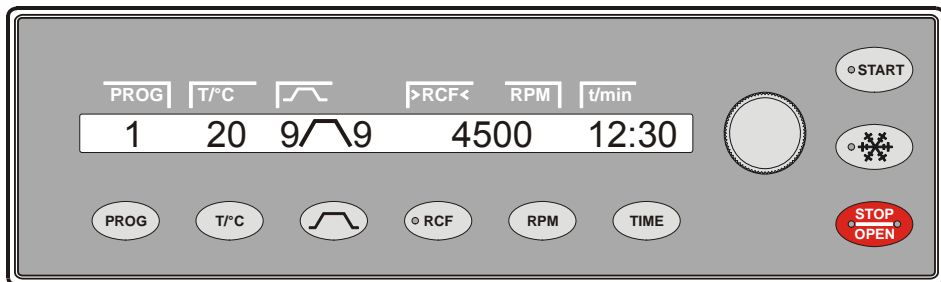 PROG T/°C >RCF< RPM t/min
1 20 9 9 4500 12:30
PROG T/°C RCF RPM TIME
START
STOP
OPEN